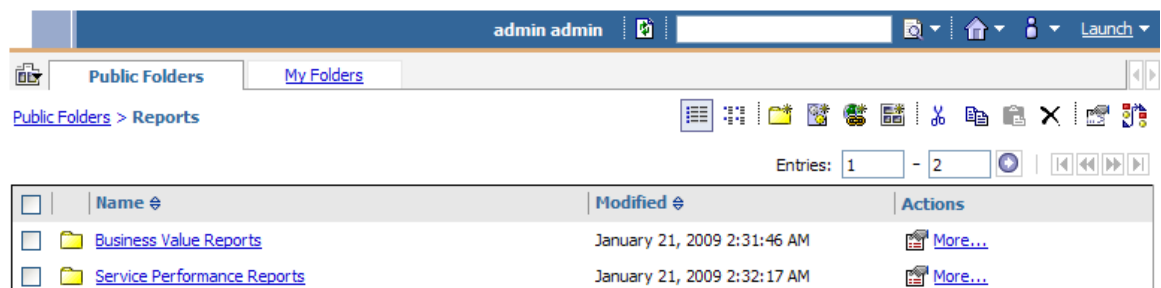 admin admin Launch
Public Folders My Folders
Public Folders > Reports
Entries: 1 - 2
Name Modified Actions
Business Value Reports January 21, 2009 2:31:46 AM More...
Service Performance Reports January 21, 2009 2:32:17 AM More...